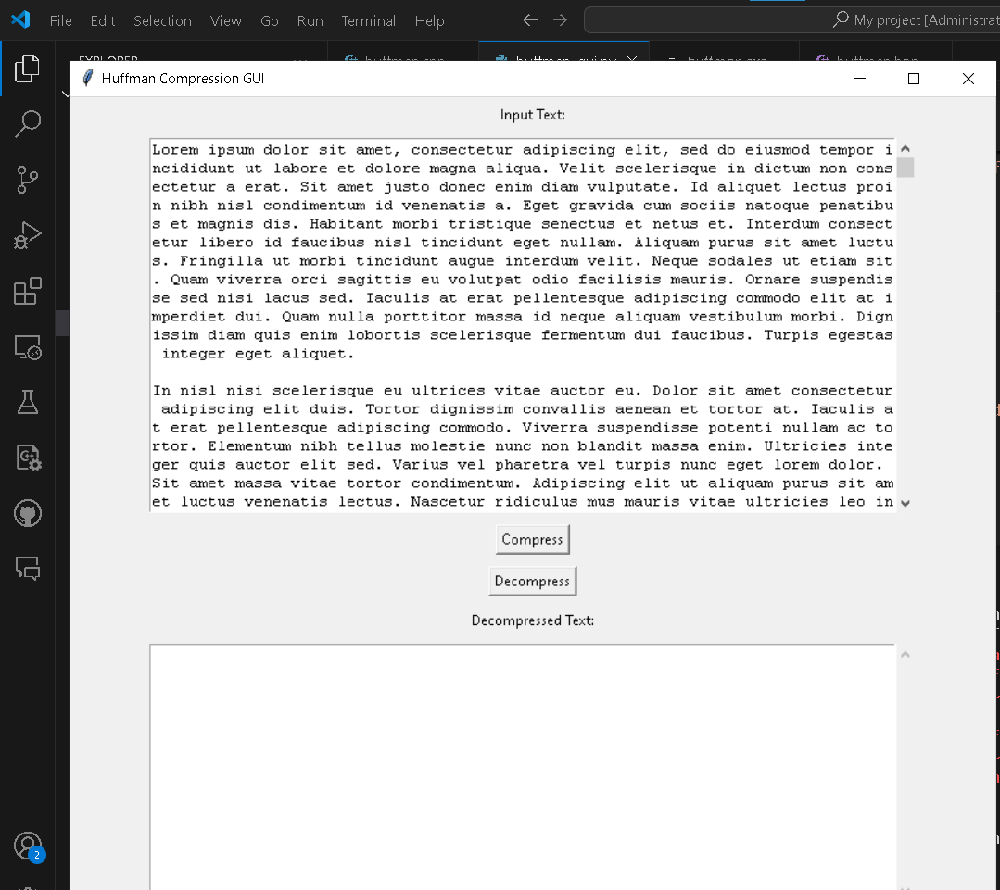 File Edit Selection View Go Run Terminal Help
My project [Administrat
EXPLORER
huffman.cpp
huffman_gui.py
huffman.exe
huffman.hpp
Huffman Compression GUI
Input Text:
Lorem ipsum dolor sit amet, consectetur adipiscing elit, sed do eiusmod tempor i
ncididunt ut labore et dolore magna aliqua. Velit scelerisque in dictum non cons
ectetur a erat. Sit amet justo donec enim diam vulputate. Id aliquet lectus proi
n nibh nisl condimentum id venenatis a. Eget gravida cum sociis natoque penatibu
s et magnis dis. Habitant morbi tristique senectus et netus et. Interdum consect
etur libero id faucibus nisl tincidunt eget nullam. Aliquam purus sit amet luctu
s. Fringilla ut morbi tincidunt augue interdum velit. Neque sodales ut etiam sit
. Quam viverra orci sagittis eu volutpat odio facilisis mauris. Ornare suspendis
se sed nisi lacus sed. Iaculis at erat pellentesque adipiscing commodo elit at i
mperdiet dui. Quam nulla porttitor massa id neque aliquam vestibulum morbi. Dign
issim diam quis enim lobortis scelerisque fermentum dui faucibus. Turpis egestas
 integer eget aliquet.
In nisl nisi scelerisque eu ultrices vitae auctor eu. Dolor sit amet consectetur
 adipiscing elit duis. Tortor dignissim convallis aenean et tortor at. Iaculis a
t erat pellentesque adipiscing commodo. Viverra suspendisse potenti nullam ac to
rtor. Elementum nibh tellus molestie nunc non blandit massa enim. Ultricies inte
ger quis auctor elit sed. Varius vel pharetra vel turpis nunc eget lorem dolor.
Sit amet massa vitae tortor condimentum. Adipiscing elit ut aliquam purus sit am
et luctus venenatis lectus. Nascetur ridiculus mus mauris vitae ultricies leo in
Compress
Decompress
Decompressed Text:
2